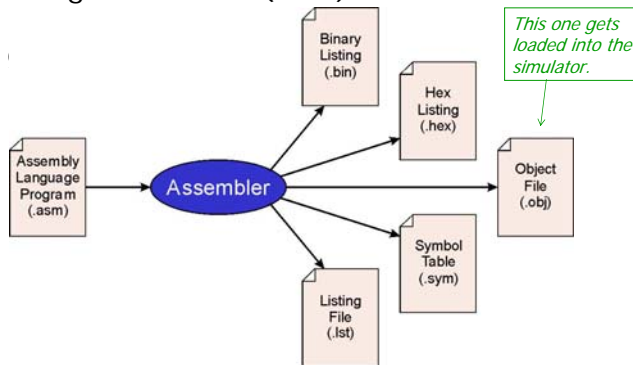 This one gets
loaded into the
simulator.
Binary
Listing
(.bin)
Hex
Listing
(.hex)
Assembly
Language
Program
(.asm)
Assembler
Object
File
(.obj)
Symbol
Table
(.sym)
Listing
File
(.lst)